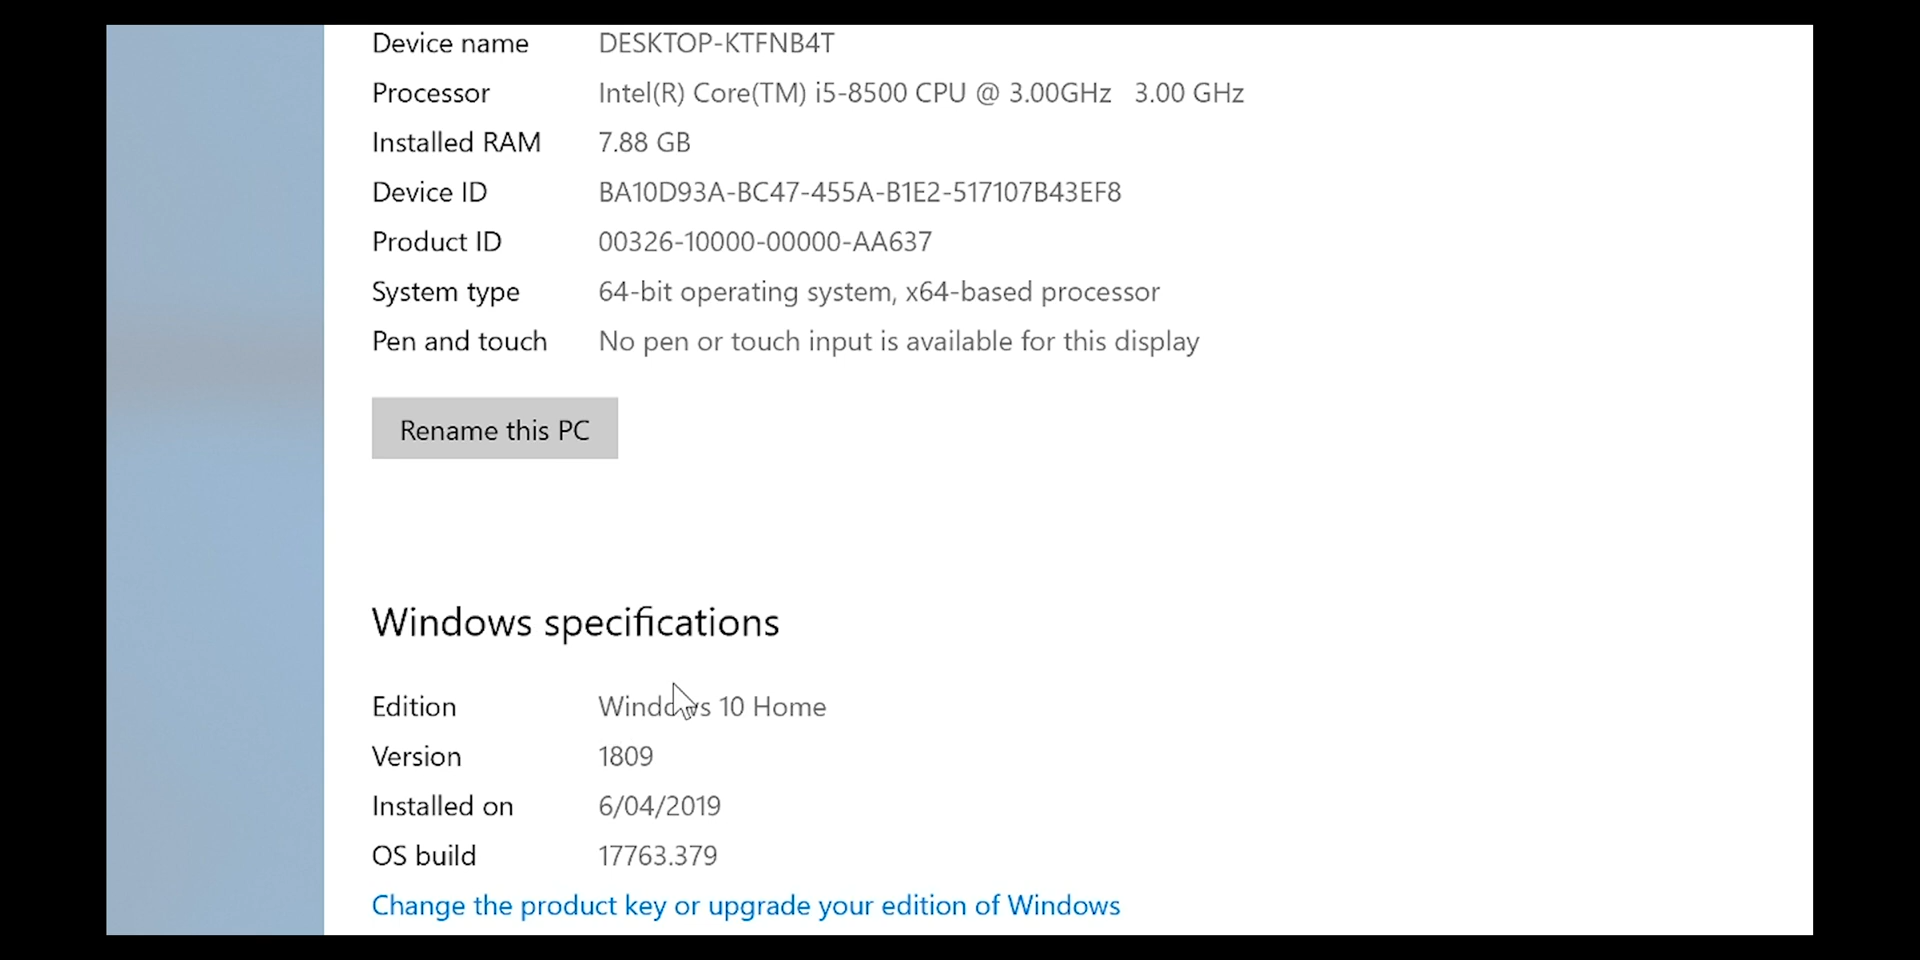 Device name DESKTOP-KTFNB4T
Processor Intel(R) Core(TM) i5-8500 CPU @ 3.00GHz 3.00 GHz
Installed RAM 7.88 GB
Device ID BA10D93A-BC47-455A-B1E2-517107B43EF8
Product ID 00326-10000-00000-AA637
System type 64-bit operating system, x64-based processor
Pen and touch No pen or touch input is available for this display
Rename this PC
Windows specifications
Edition Windows 10 Home
Version 1809
Installed on 6/04/2019
OS build 17763.379
Change the product key or upgrade your edition of Windows